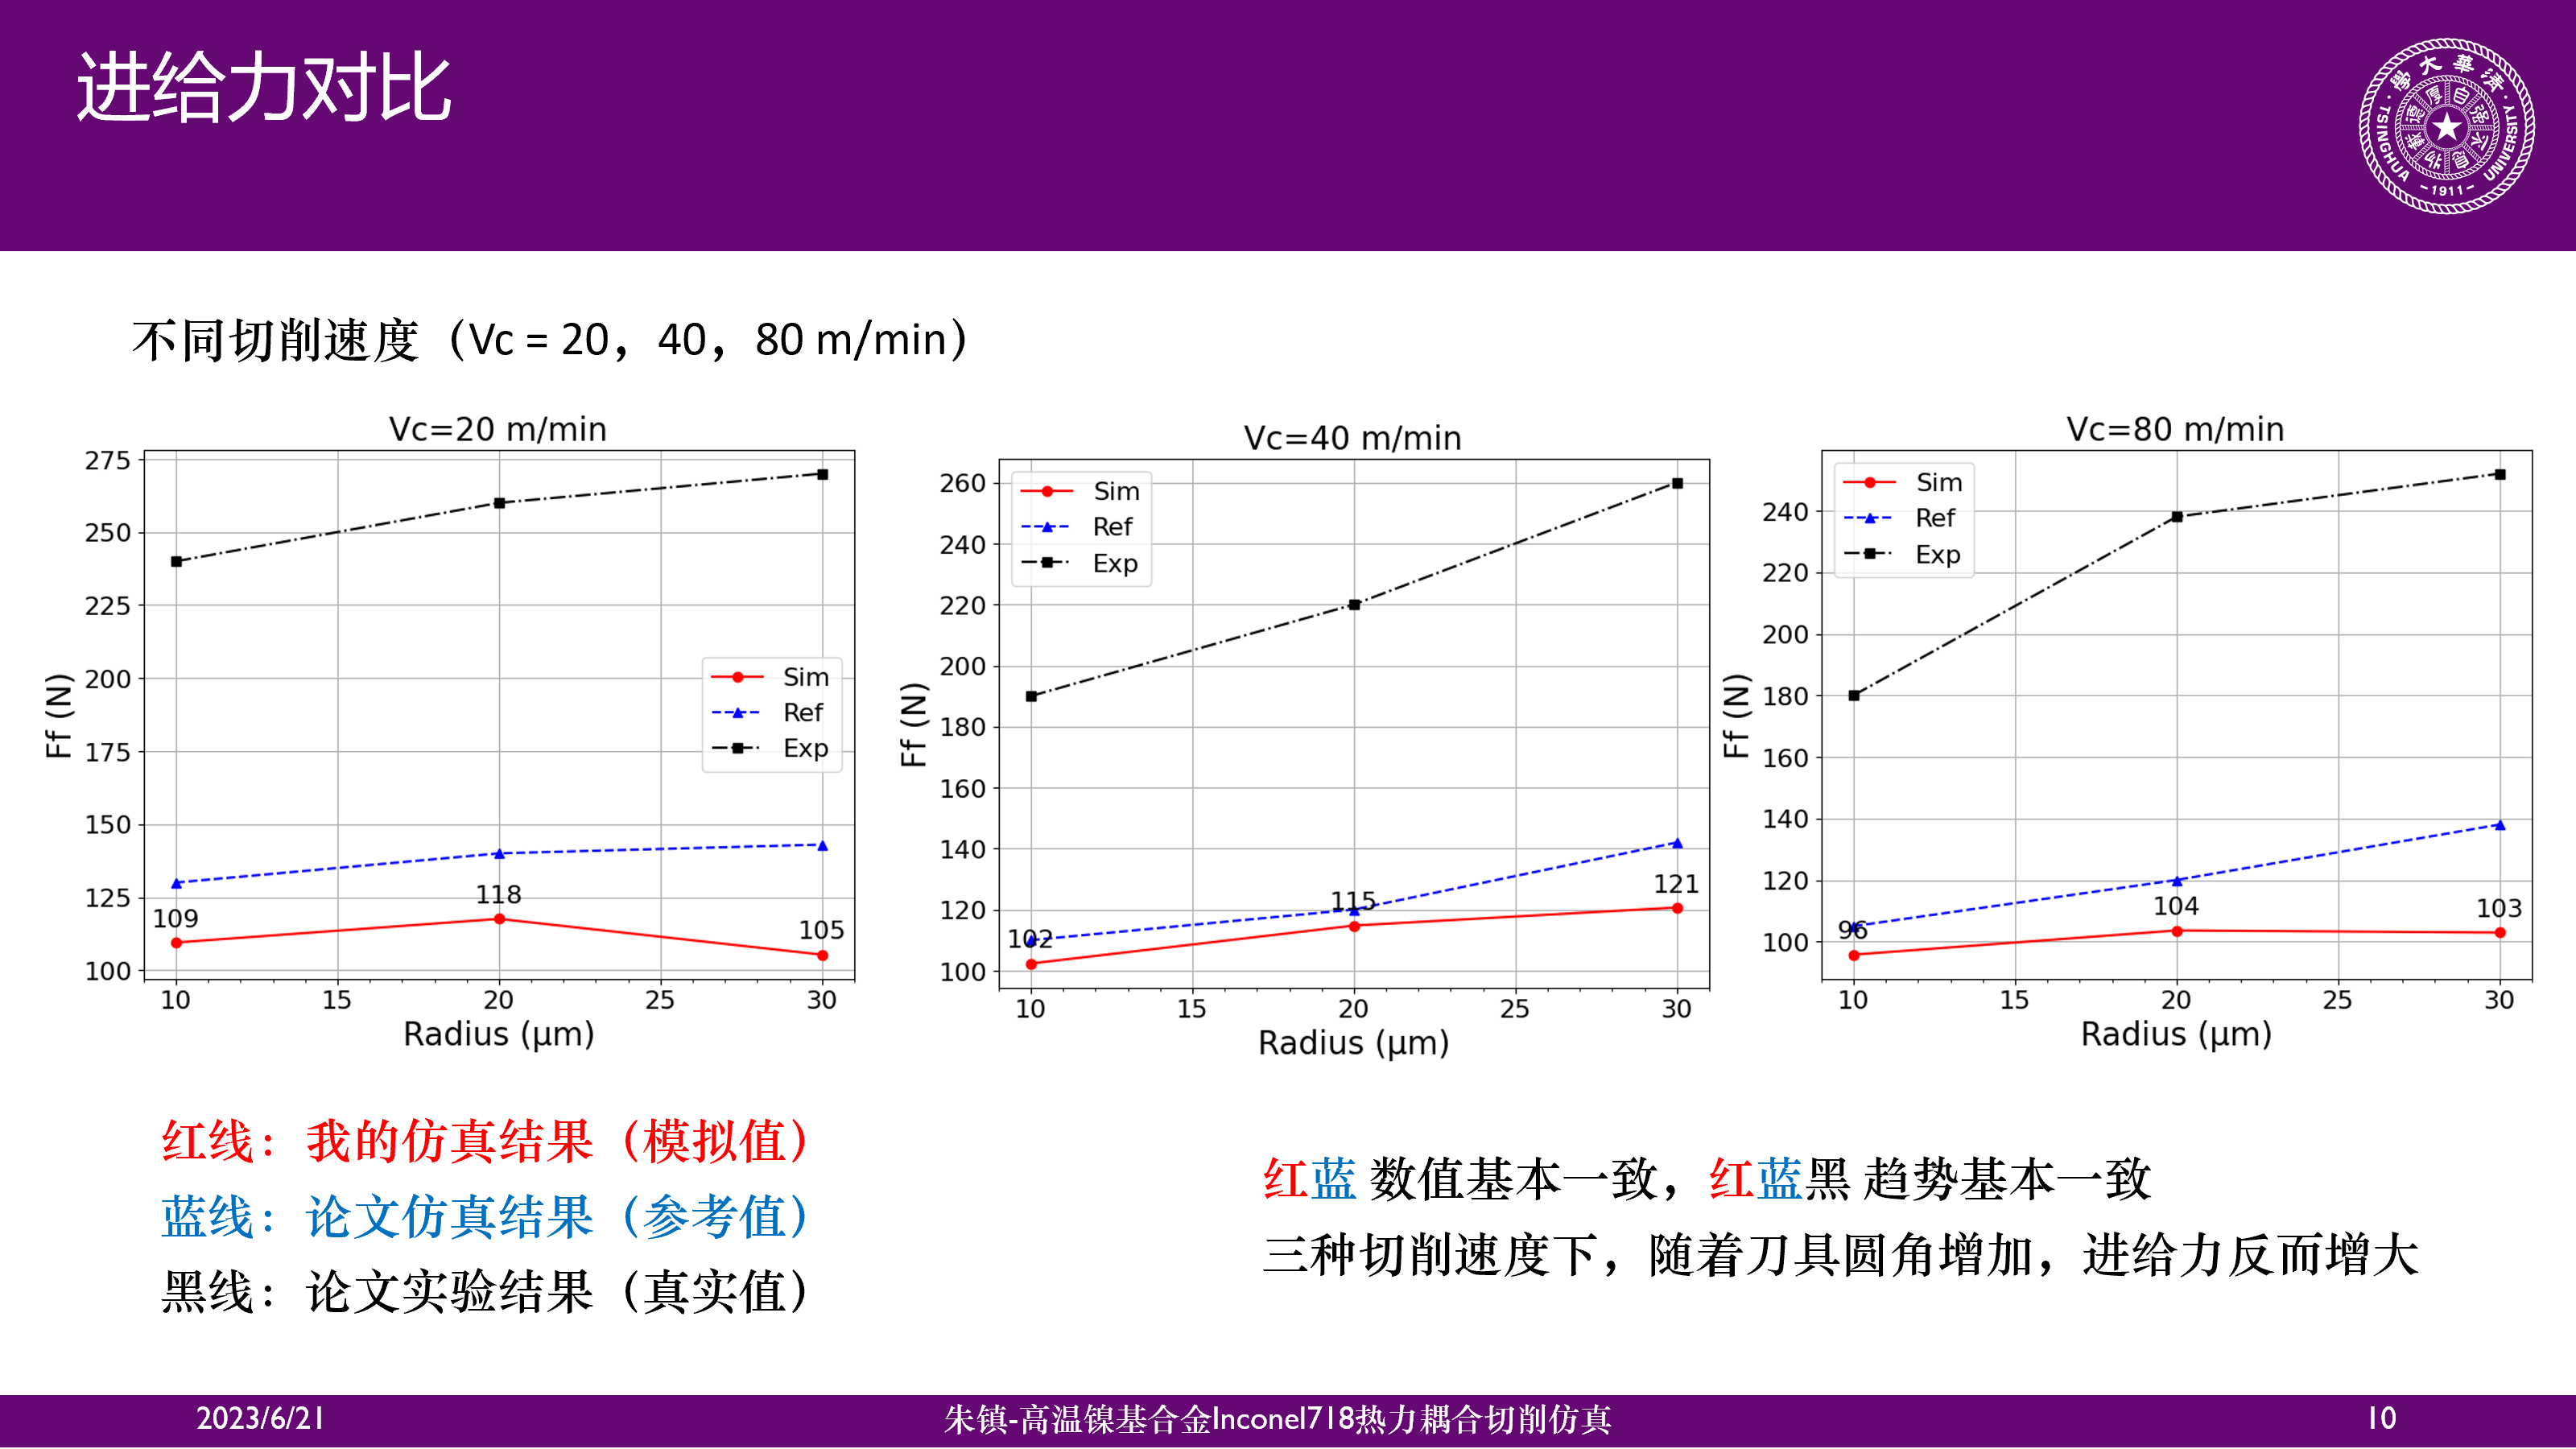 进给力对比
學大華清
TSINGHUA UNIVERSITY
1911
不同切削速度（Vc = 20，40，80 m/min）
Vc=20 m/min
275
250
225
200
175
150
125
100
Ff (N)
Sim
Ref
Exp
109
118
105
10 15 20 25 30
Radius (μm)
Vc=40 m/min
260
240
220
200
180
160
140
120
100
Ff (N)
Sim
Ref
Exp
102
115
121
10 15 20 25 30
Radius (μm)
Vc=80 m/min
240
220
200
180
160
140
120
100
Ff (N)
Sim
Ref
Exp
96
104
103
10 15 20 25 30
Radius (μm)
红线：我的仿真结果（模拟值）
蓝线：论文仿真结果（参考值）
黑线：论文实验结果（真实值）
红蓝 数值基本一致，红蓝黑 趋势基本一致
三种切削速度下，随着刀具圆角增加，进给力反而增大
2023/6/21
朱镇-高温镍基合金Inconel718热力耦合切削仿真
10